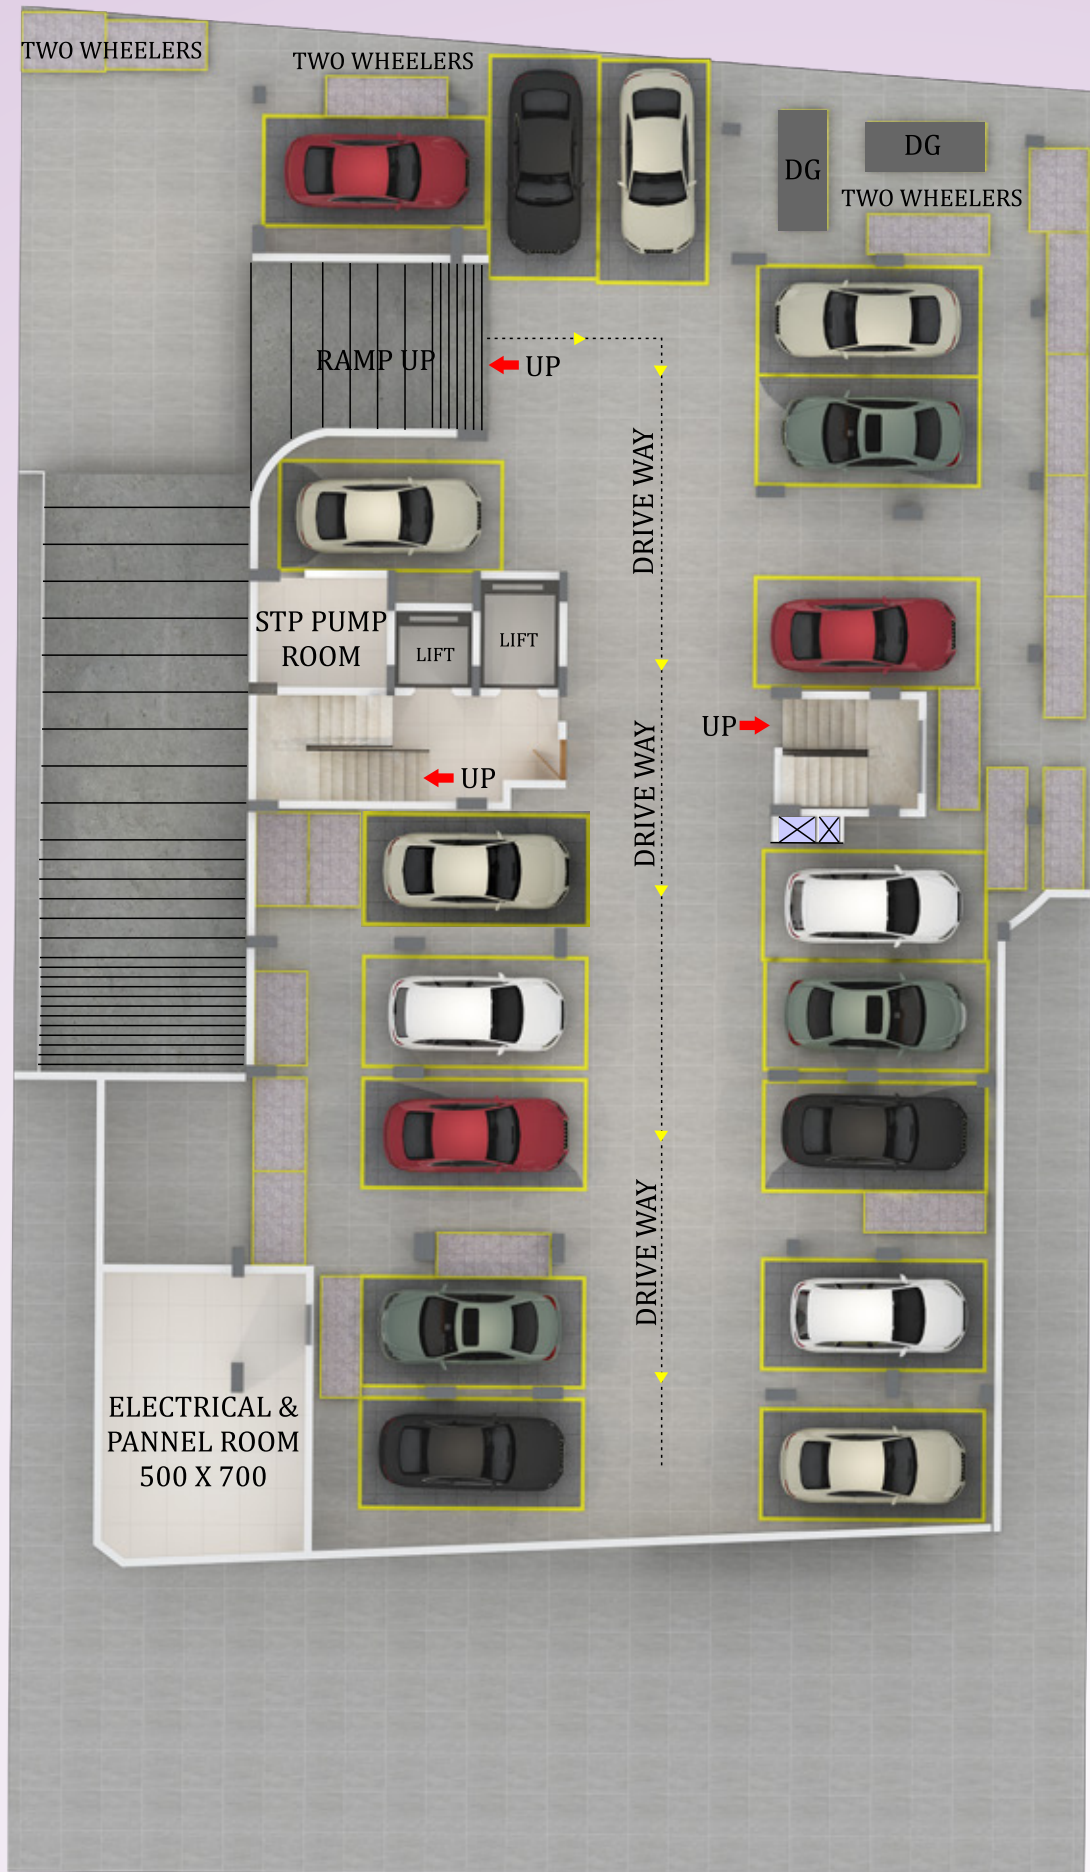 TWO WHEELERS
TWO WHEELERS
DG
DG
TWO WHEELERS
RAMP UP
UP
DRIVE WAY
STP PUMP
ROOM
LIFT
LIFT
UP
UP
DRIVE WAY
DRIVE WAY
ELECTRICAL &
PANNEL ROOM
500 X 700